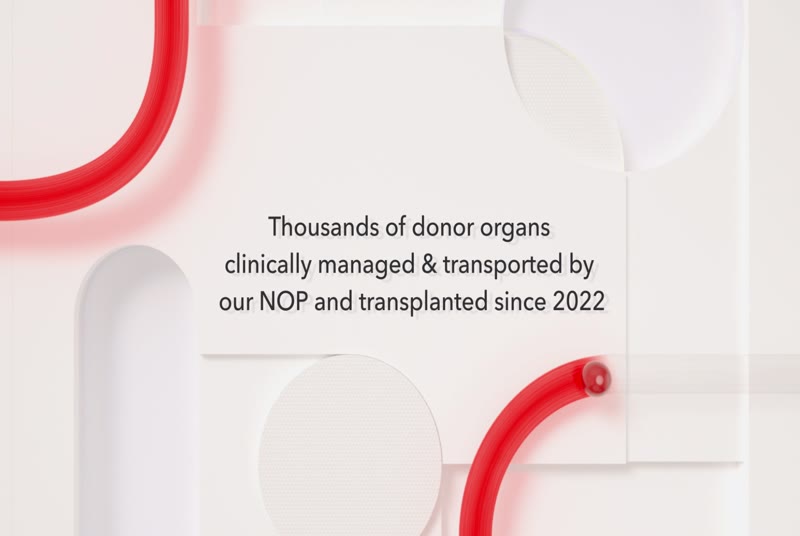 Thousands of donor organs
clinically managed & transported by
our NOP and transplanted since 2022